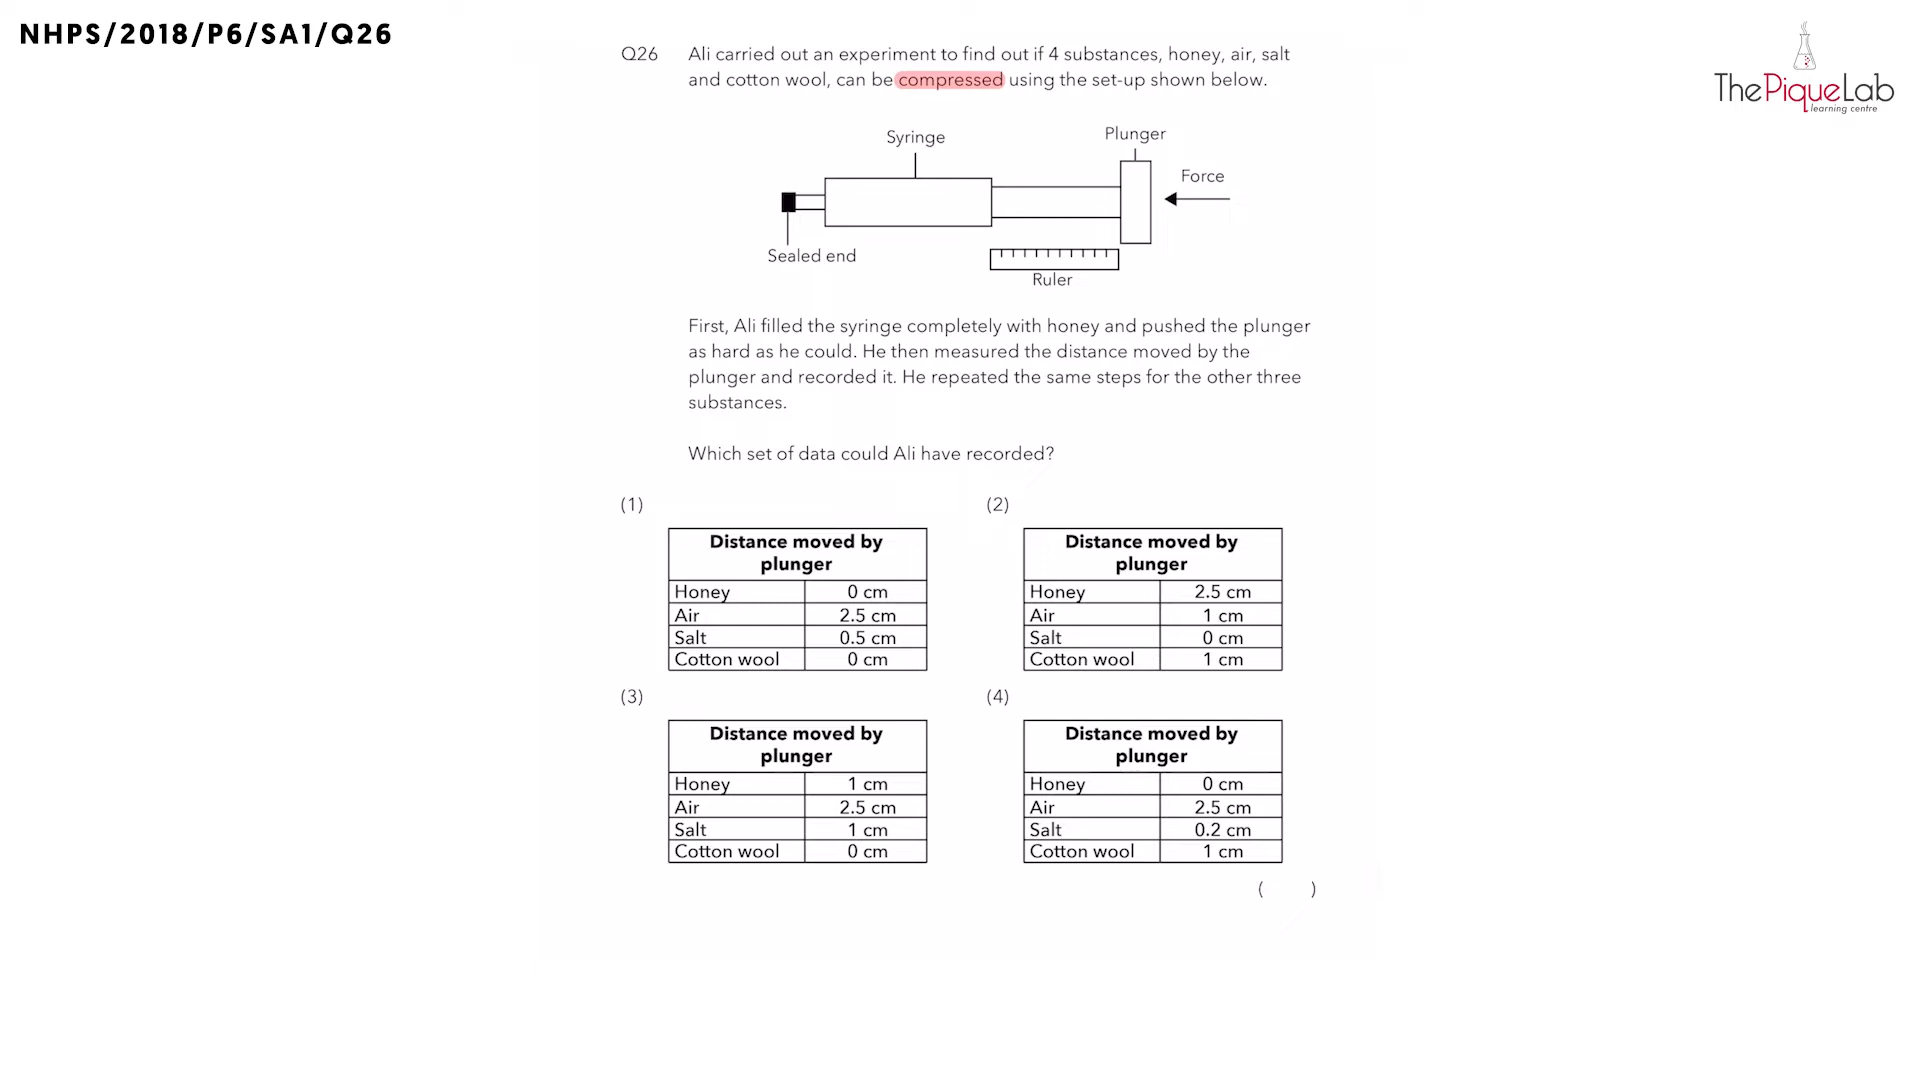 NHPS/2018/P6/SA1/Q26
ThePiqueLab
learning centre
Q26 Ali carried out an experiment to find out if 4 substances, honey, air, salt
and cotton wool, can be compressed using the set-up shown below.
Syringe
Plunger
Force
Sealed end
Ruler
First, Ali filled the syringe completely with honey and pushed the plunger
as hard as he could. He then measured the distance moved by the
plunger and recorded it. He repeated the same steps for the other three
substances.
Which set of data could Ali have recorded?
(1)
Distance moved by
plunger
Honey 0 cm
Air 2.5 cm
Salt 0.5 cm
Cotton wool 0 cm
(2)
Distance moved by
plunger
Honey 2.5 cm
Air 1 cm
Salt 0 cm
Cotton wool 1 cm
(3)
Distance moved by
plunger
Honey 1 cm
Air 2.5 cm
Salt 1 cm
Cotton wool 0 cm
(4)
Distance moved by
plunger
Honey 0 cm
Air 2.5 cm
Salt 0.2 cm
Cotton wool 1 cm
( )